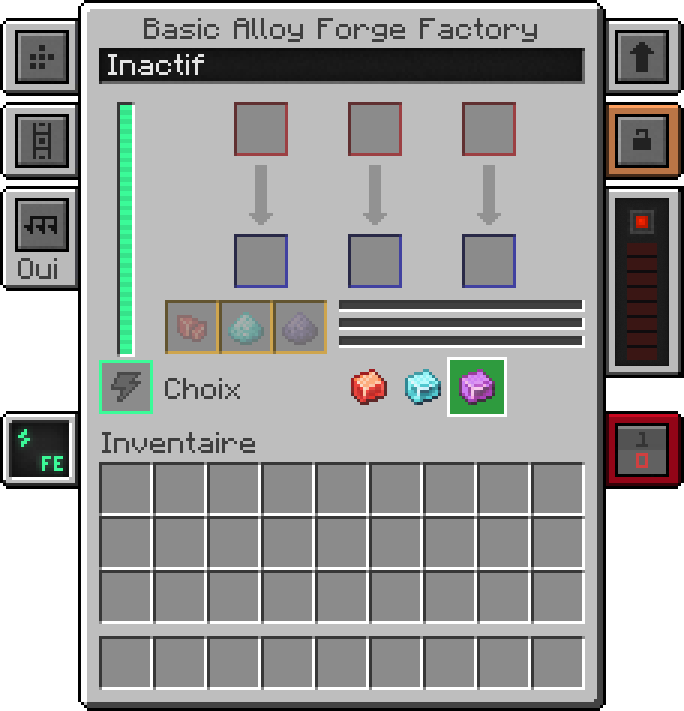 Basic Alloy Forge Factory
Inactif
Oui
Choix
FE
1
0
Inventaire